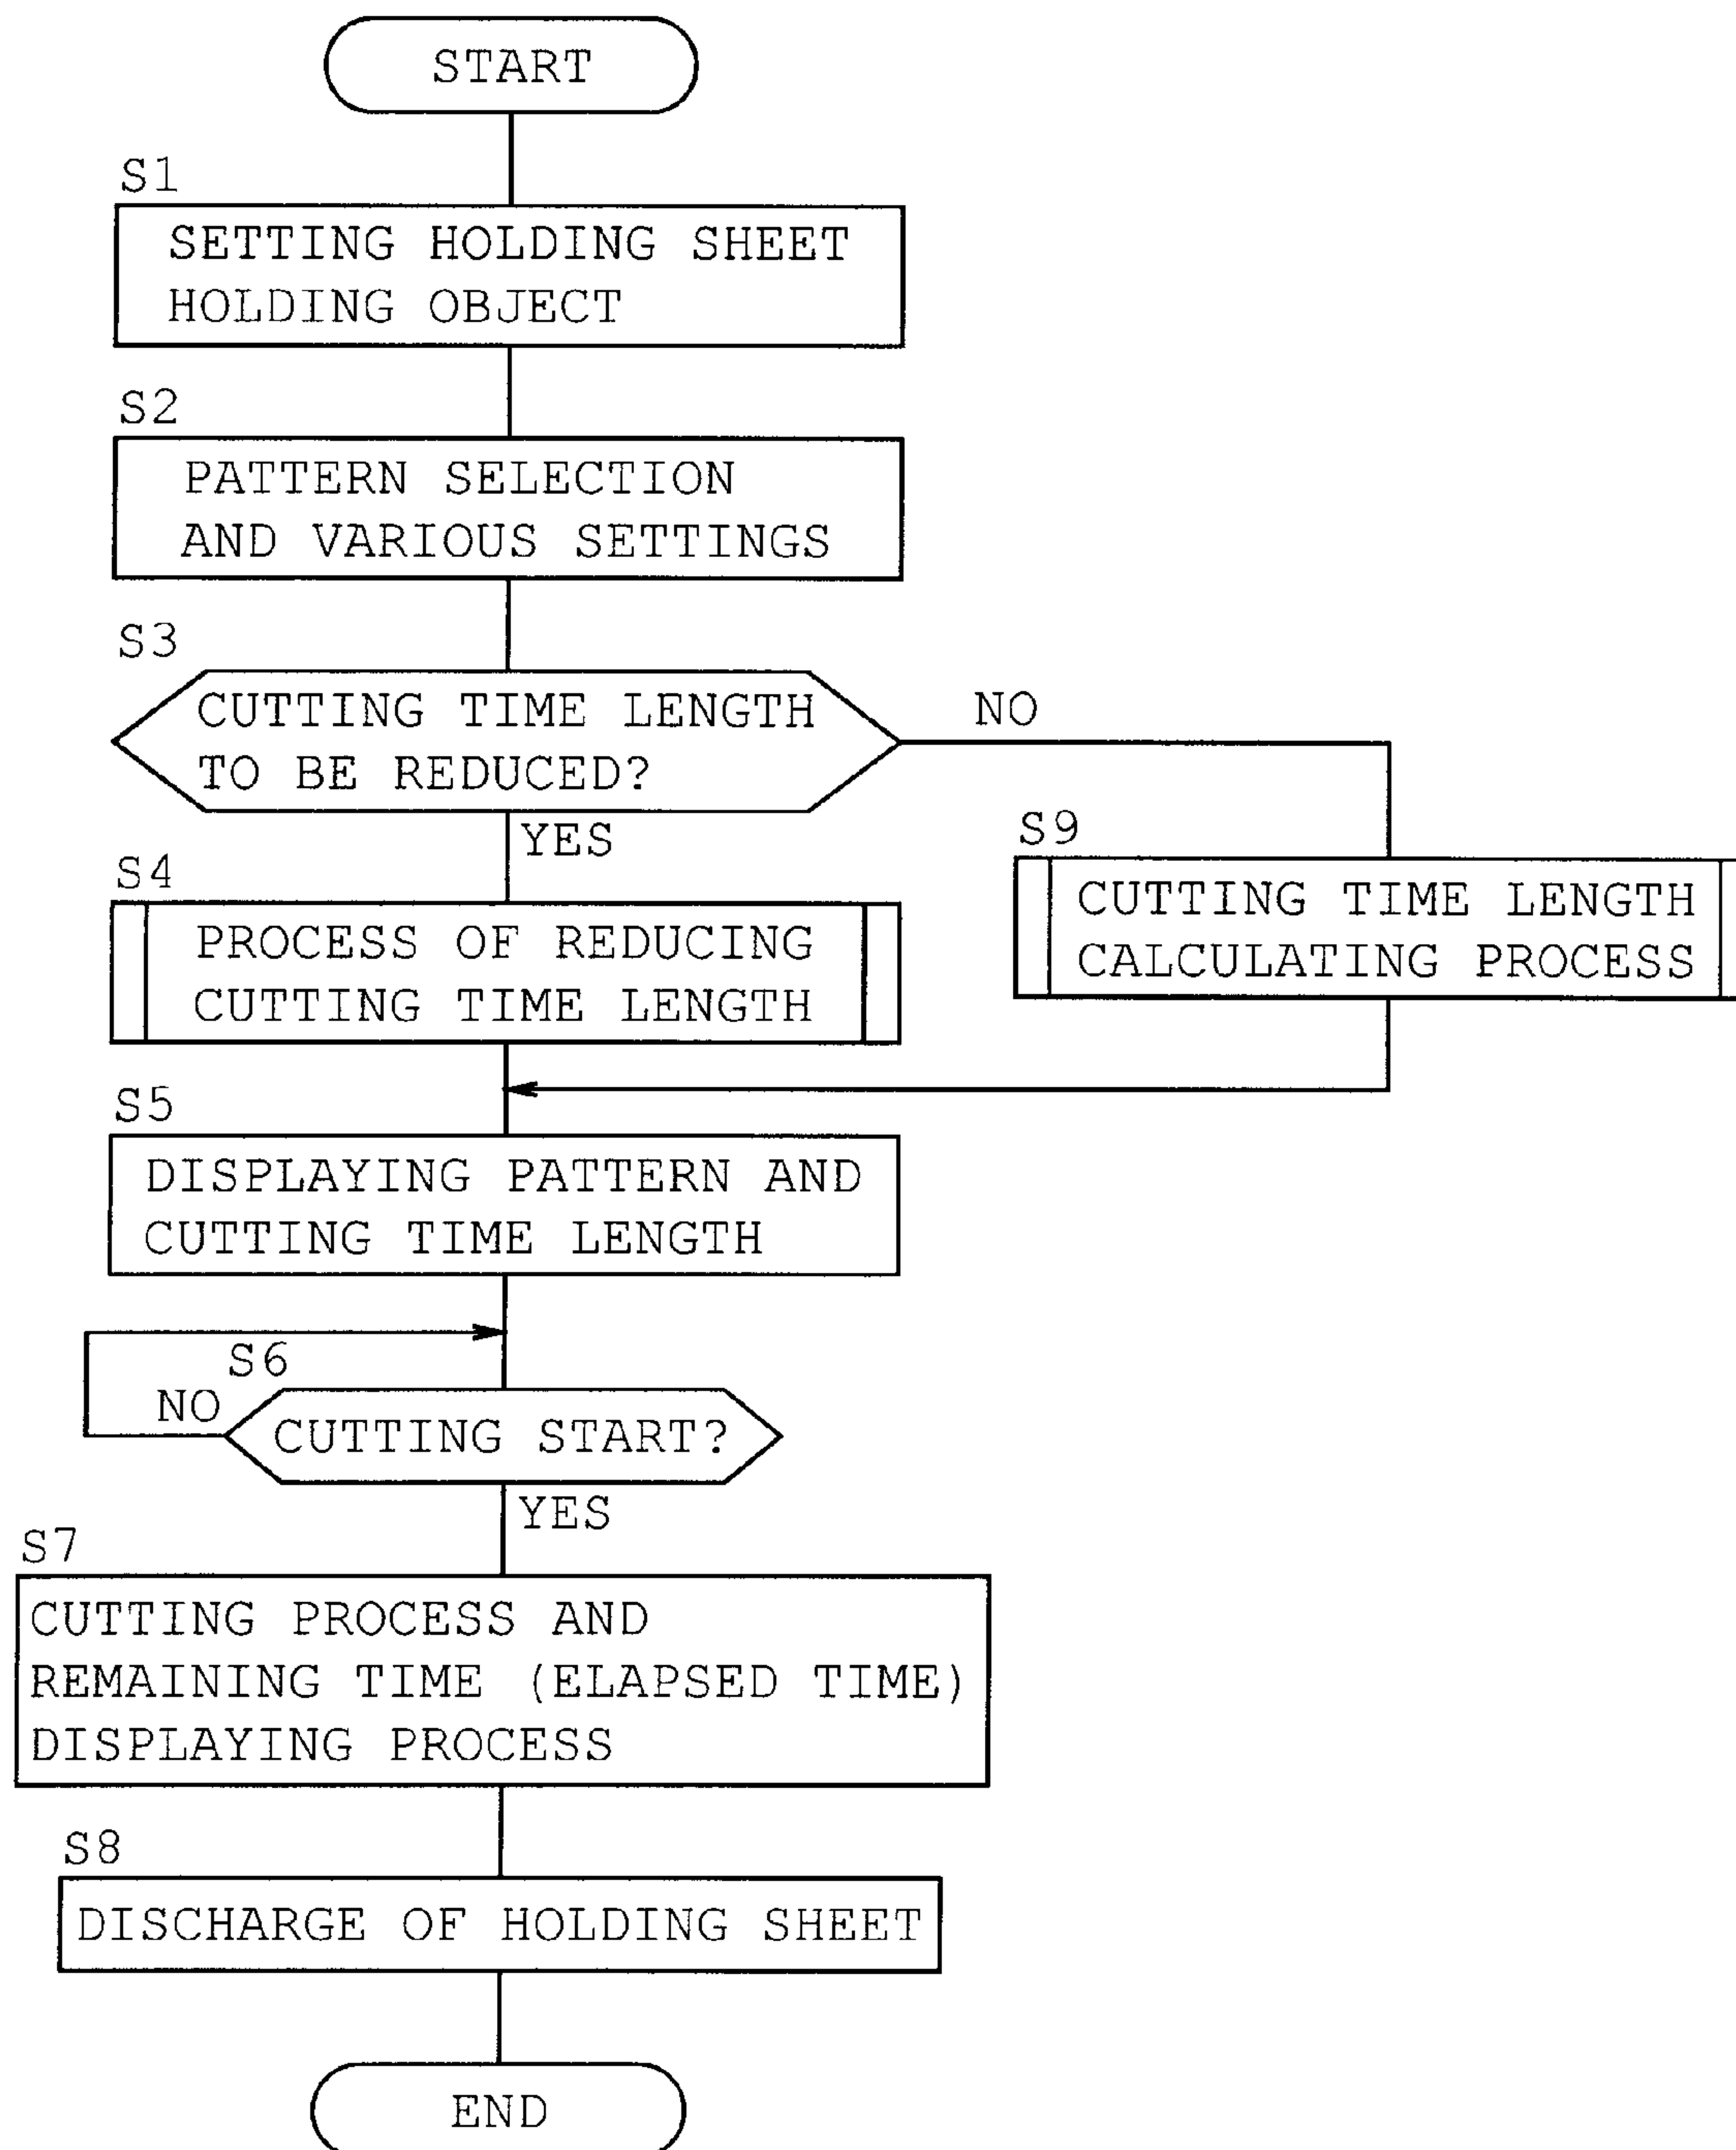 START
S1
SETTING HOLDING SHEET
HOLDING OBJECT
S2
PATTERN SELECTION
AND VARIOUS SETTINGS
S3
CUTTING TIME LENGTH
TO BE REDUCED?
NO
YES
S4
PROCESS OF REDUCING
CUTTING TIME LENGTH
S9
CUTTING TIME LENGTH
CALCULATING PROCESS
S5
DISPLAYING PATTERN AND
CUTTING TIME LENGTH
S6
NO
CUTTING START?
YES
S7
CUTTING PROCESS AND
REMAINING TIME (ELAPSED TIME)
DISPLAYING PROCESS
S8
DISCHARGE OF HOLDING SHEET
END